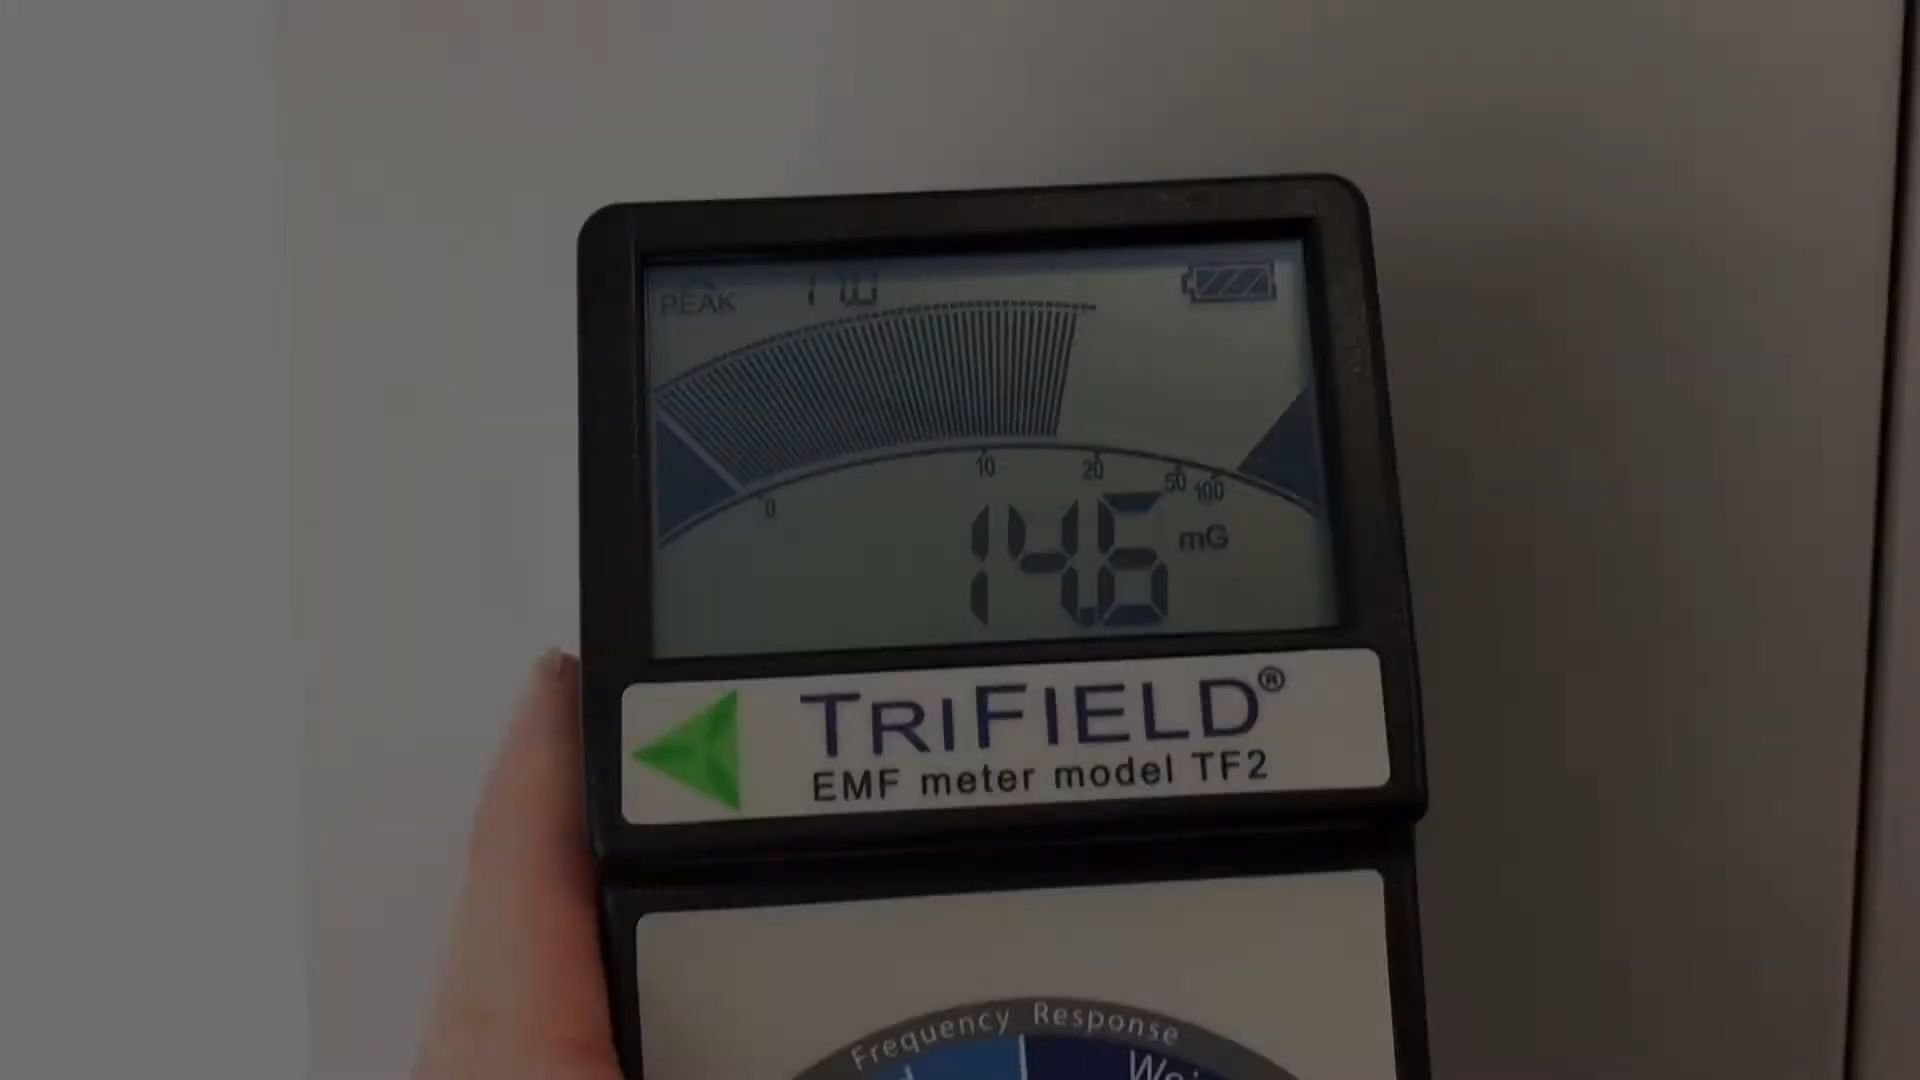 PEAK
0 10 20 50 100
14.6 mG
TRIFIELD®
EMF meter model TF2
Frequency Response